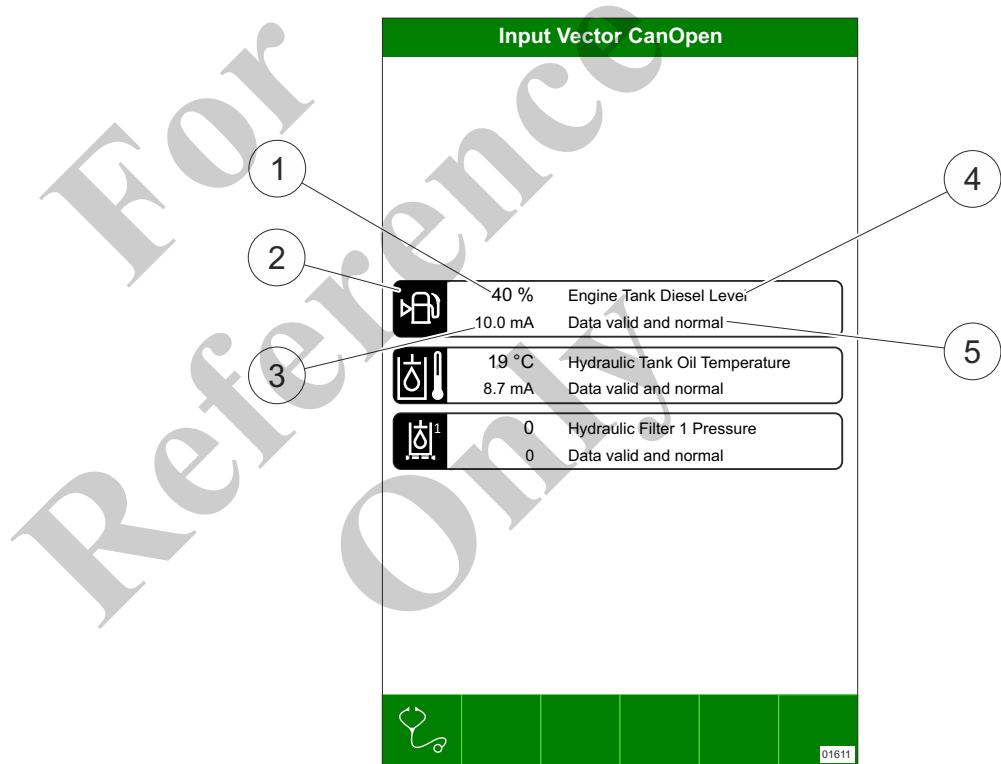 Input Vector CanOpen
1
2
3
4
5
40 % Engine Tank Diesel Level
10.0 mA Data valid and normal
19 °C Hydraulic Tank Oil Temperature
8.7 mA Data valid and normal
1 0 Hydraulic Filter 1 Pressure
0 Data valid and normal
01611
For
Reference
Only